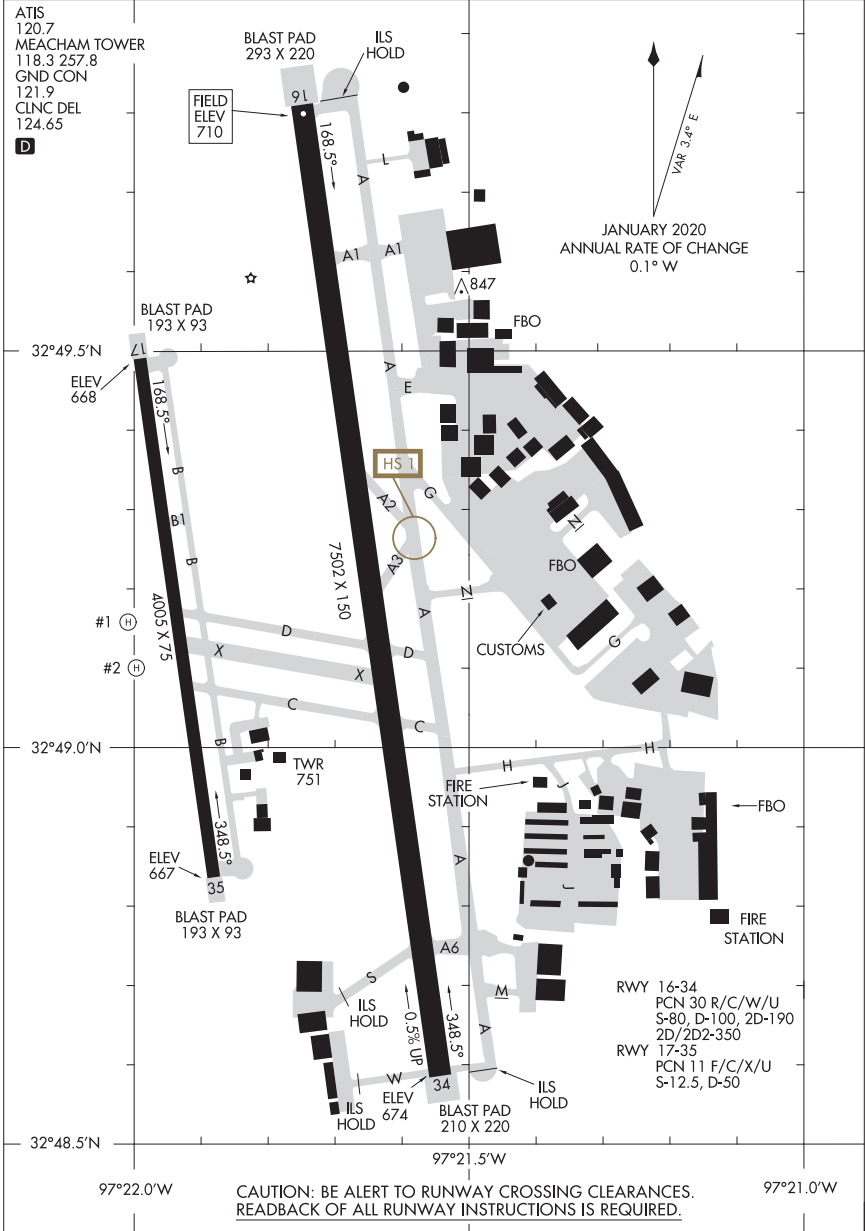 ATIS
120.7
MEACHAM TOWER
118.3 257.8
GND CON
121.9
CLNC DEL
124.65
D
BLAST PAD
293 X 220
ILS
HOLD
FIELD
ELEV
710
16
168.5°
A
L
VAR 3.4° E
JANUARY 2020
ANNUAL RATE OF CHANGE
0.1° W
A1
A1
847
FBO
BLAST PAD
193 X 93
32°49.5'N
17
ELEV
668
168.5°
A
E
B
HS 1
G
A2
B1
B
7502 X 150
A3
N
FBO
4005 X 75
A
N
#1 H
D
CUSTOMS
G
X
D
#2 H
X
C
C
32°49.0'N
B
H
H
TWR
751
FIRE
STATION
J
FBO
348.5°
A
ELEV
667
35
J
BLAST PAD
193 X 93
FIRE
STATION
A6
S
ILS
HOLD
M
0.5% UP
348.5°
A
RWY 16-34
PCN 30 R/C/W/U
S-80, D-100, 2D-190
2D/2D2-350
RWY 17-35
PCN 11 F/C/X/U
S-12.5, D-50
W
34
ILS
HOLD
ELEV
674
ILS
HOLD
BLAST PAD
210 X 220
32°48.5'N
97°21.5'W
97°22.0'W
97°21.0'W
CAUTION: BE ALERT TO RUNWAY CROSSING CLEARANCES.
READBACK OF ALL RUNWAY INSTRUCTIONS IS REQUIRED.